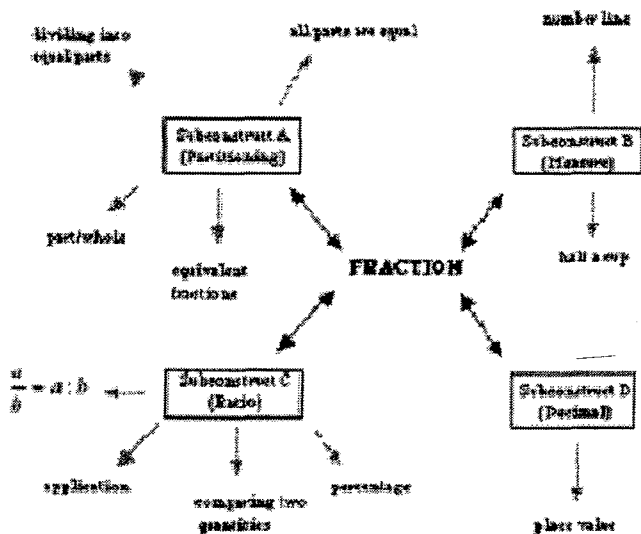 dividing into
equal parts
all parts are equal
number line
Subconstruct A
(Partitioning)
Subconstruct B
(Measure)
part/whole
equivalent
fractions
FRACTION
half a cup
a/b = a : b
Subconstruct C
(Ratio)
Subconstruct D
(Decimal)
application
comparing two
quantities
percentage
place value